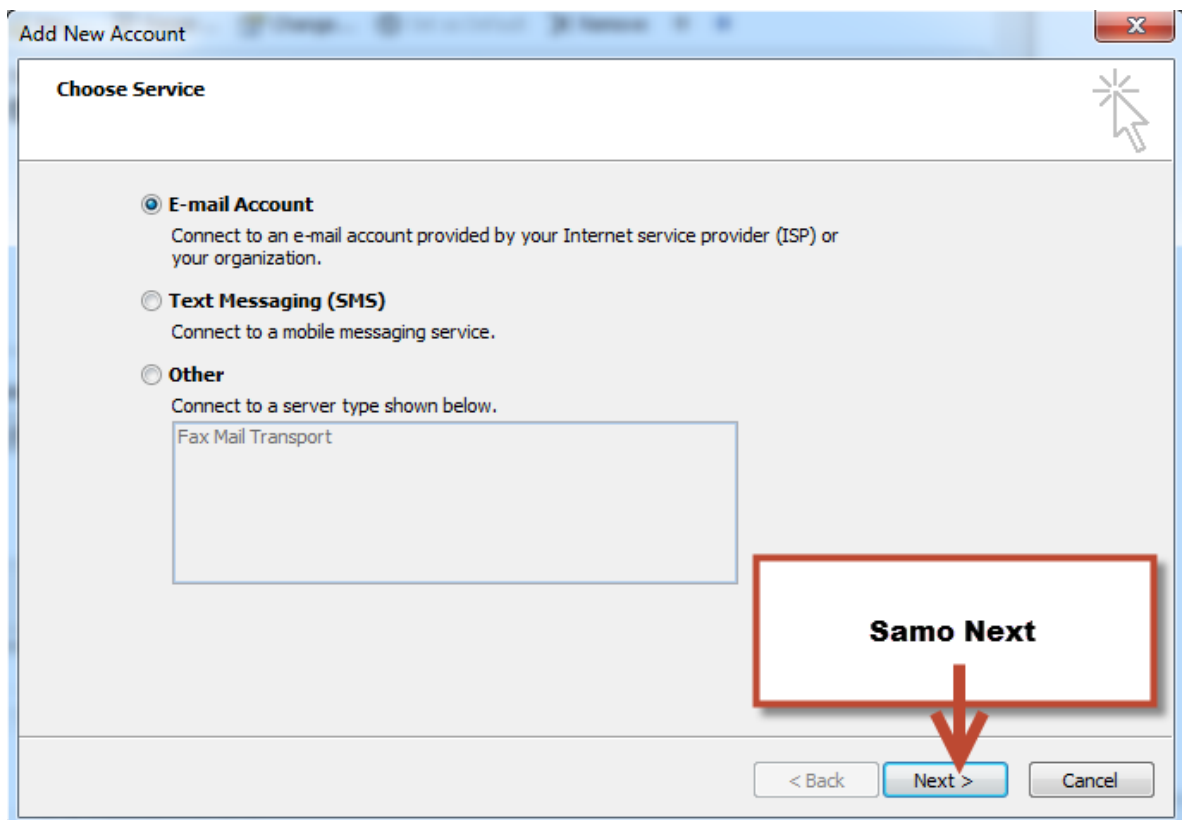 Change...
Remove
Add New Account
Choose Service
E-mail Account
Connect to an e-mail account provided by your Internet service provider (ISP) or
your organization.
Text Messaging (SMS)
Connect to a mobile messaging service.
Other
Connect to a server type shown below.
Fax Mail Transport
Samo Next
< Back
Next >
Cancel